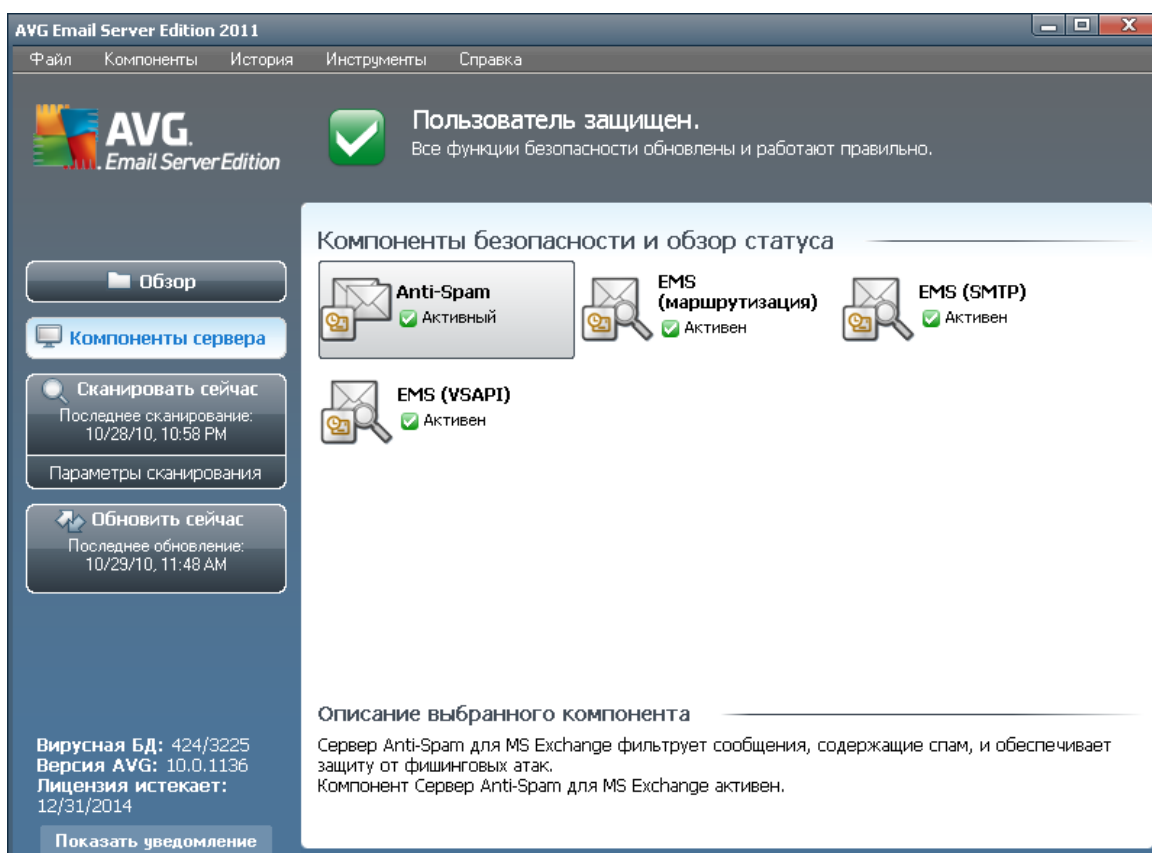 AVG Email Server Edition 2011
Файл Компоненты История Инструменты Справка
AVG.
Email Server Edition
Пользователь защищен.
Все функции безопасности обновлены и работают правильно.
Обзор
Компоненты сервера
Сканировать сейчас
Последнее сканирование:
10/28/10, 10:58 PM
Параметры сканирования
Обновить сейчас
Последнее обновление:
10/29/10, 11:48 AM
Вирусная БД: 424/3225
Версия AVG: 10.0.1136
Лицензия истекает:
12/31/2014
Показать уведомление
Компоненты безопасности и обзор статуса
Anti-Spam
Активный
EMS
(маршрутизация)
Активен
EMS (SMTP)
Активен
EMS (VSAPI)
Активен
Описание выбранного компонента
Сервер Anti-Spam для MS Exchange фильтрует сообщения, содержащие спам, и обеспечивает
защиту от фишинговых атак.
Компонент Сервер Anti-Spam для MS Exchange активен.